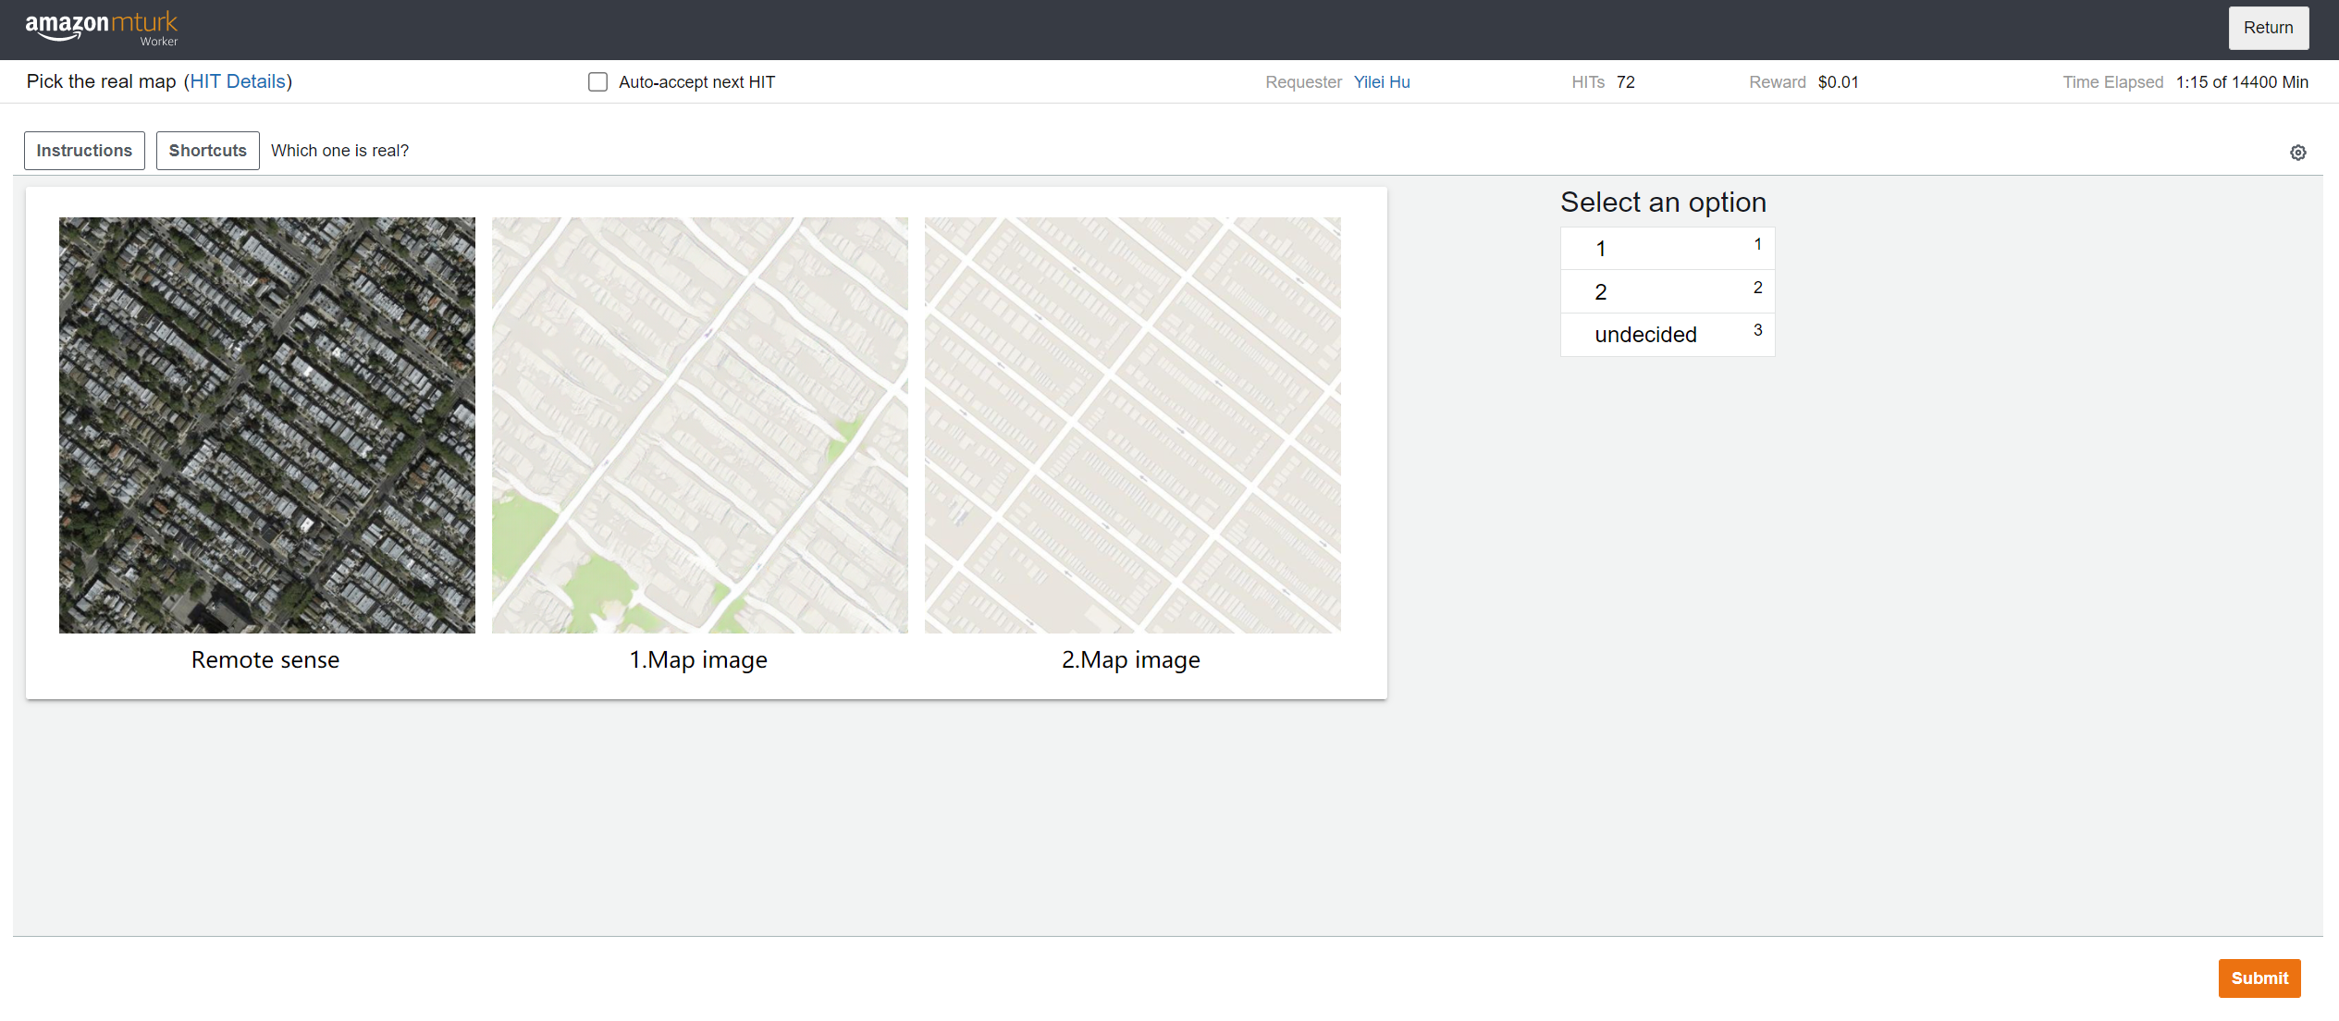 amazon mturk
Worker
Return
Pick the real map (HIT Details)
Auto-accept next HIT
Requester Yilei Hu
HITs 72
Reward $0.01
Time Elapsed 1:15 of 14400 Min
Instructions
Shortcuts
Which one is real?
Remote sense
1.Map image
2.Map image
Select an option
1 1
2 2
undecided 3
Submit